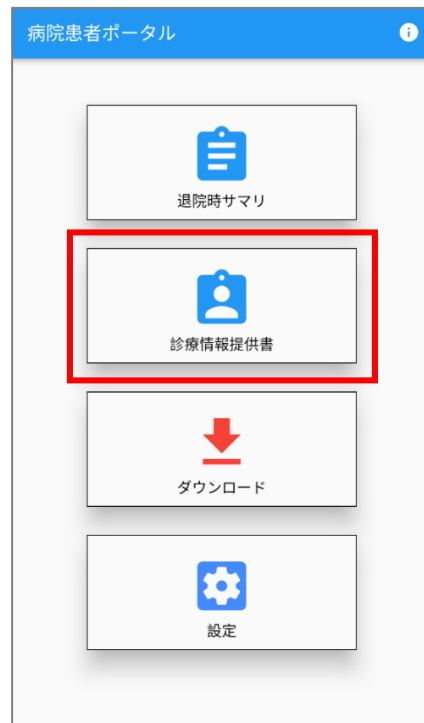 病院患者ポータル
退院時サマリ
診療情報提供書
ダウンロード
設定